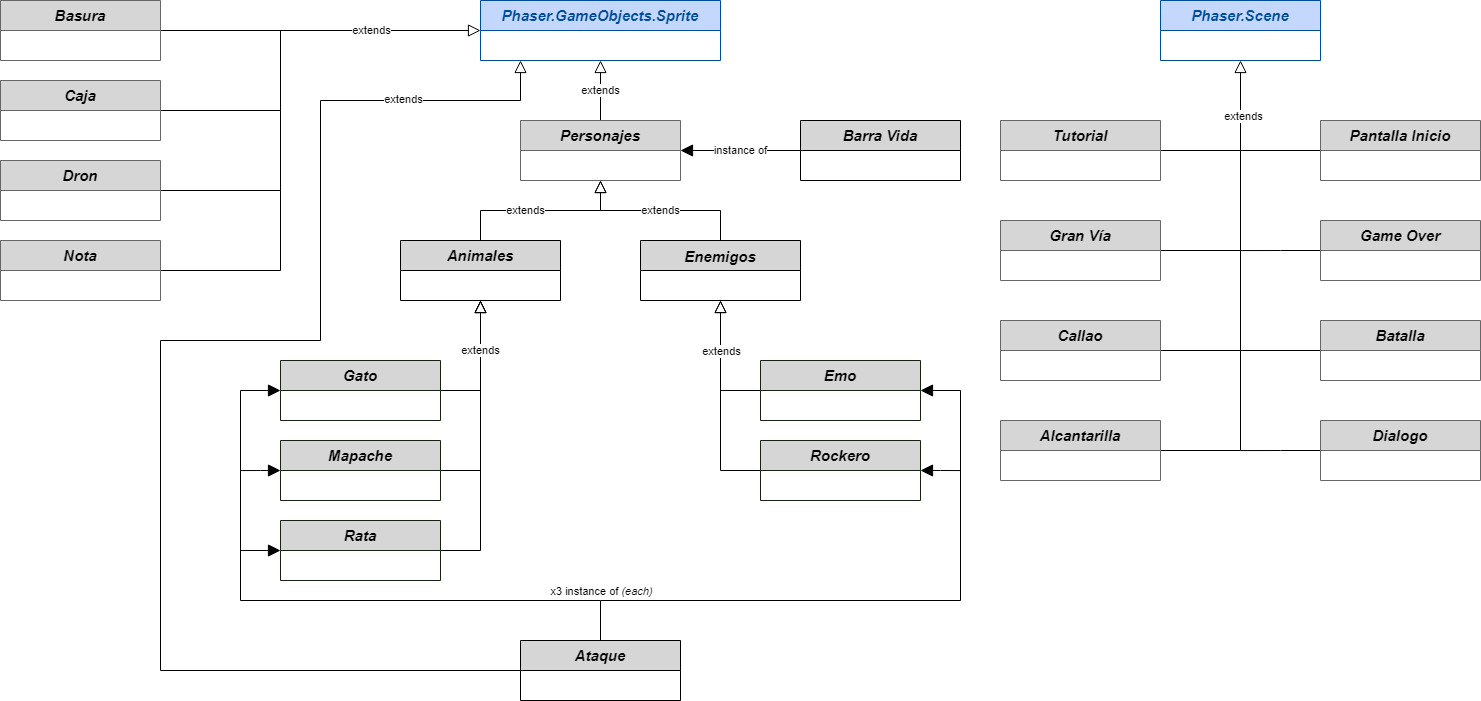 Basura
Phaser.GameObjects.Sprite
Phaser.Scene
extends
Caja
extends
extends
extends
Personajes
Barra Vida
Tutorial
Pantalla Inicio
instance of
Dron
extends
extends
Nota
Animales
Enemigos
Gran Vía
Game Over
extends
extends
Callao
Batalla
Gato
Emo
Mapache
Rockero
Alcantarilla
Dialogo
Rata
x3 instance of (each)
Ataque